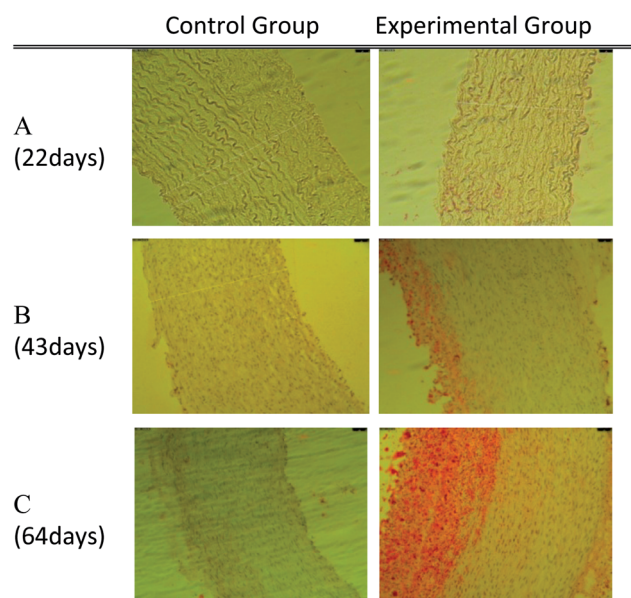 Control Group Experimental Group
A
(22days)
B
(43days)
C
(64days)